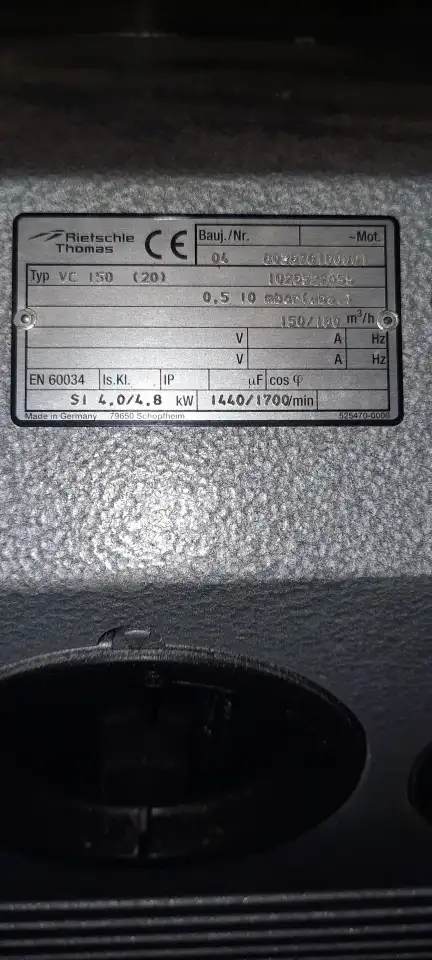 Rietschle
Thomas
CE
Bauj./Nr.
~Mot.
04
Typ VC 150 (20)
0,5 10 mbar(abs.)
150/180 m³/h
V A Hz
V A Hz
EN 60034 Is.Kl. IP µF cos φ
S1 4.0/4.8 kW 1440/1700/min
Made in Germany 79650 Schopfheim 525470-0006